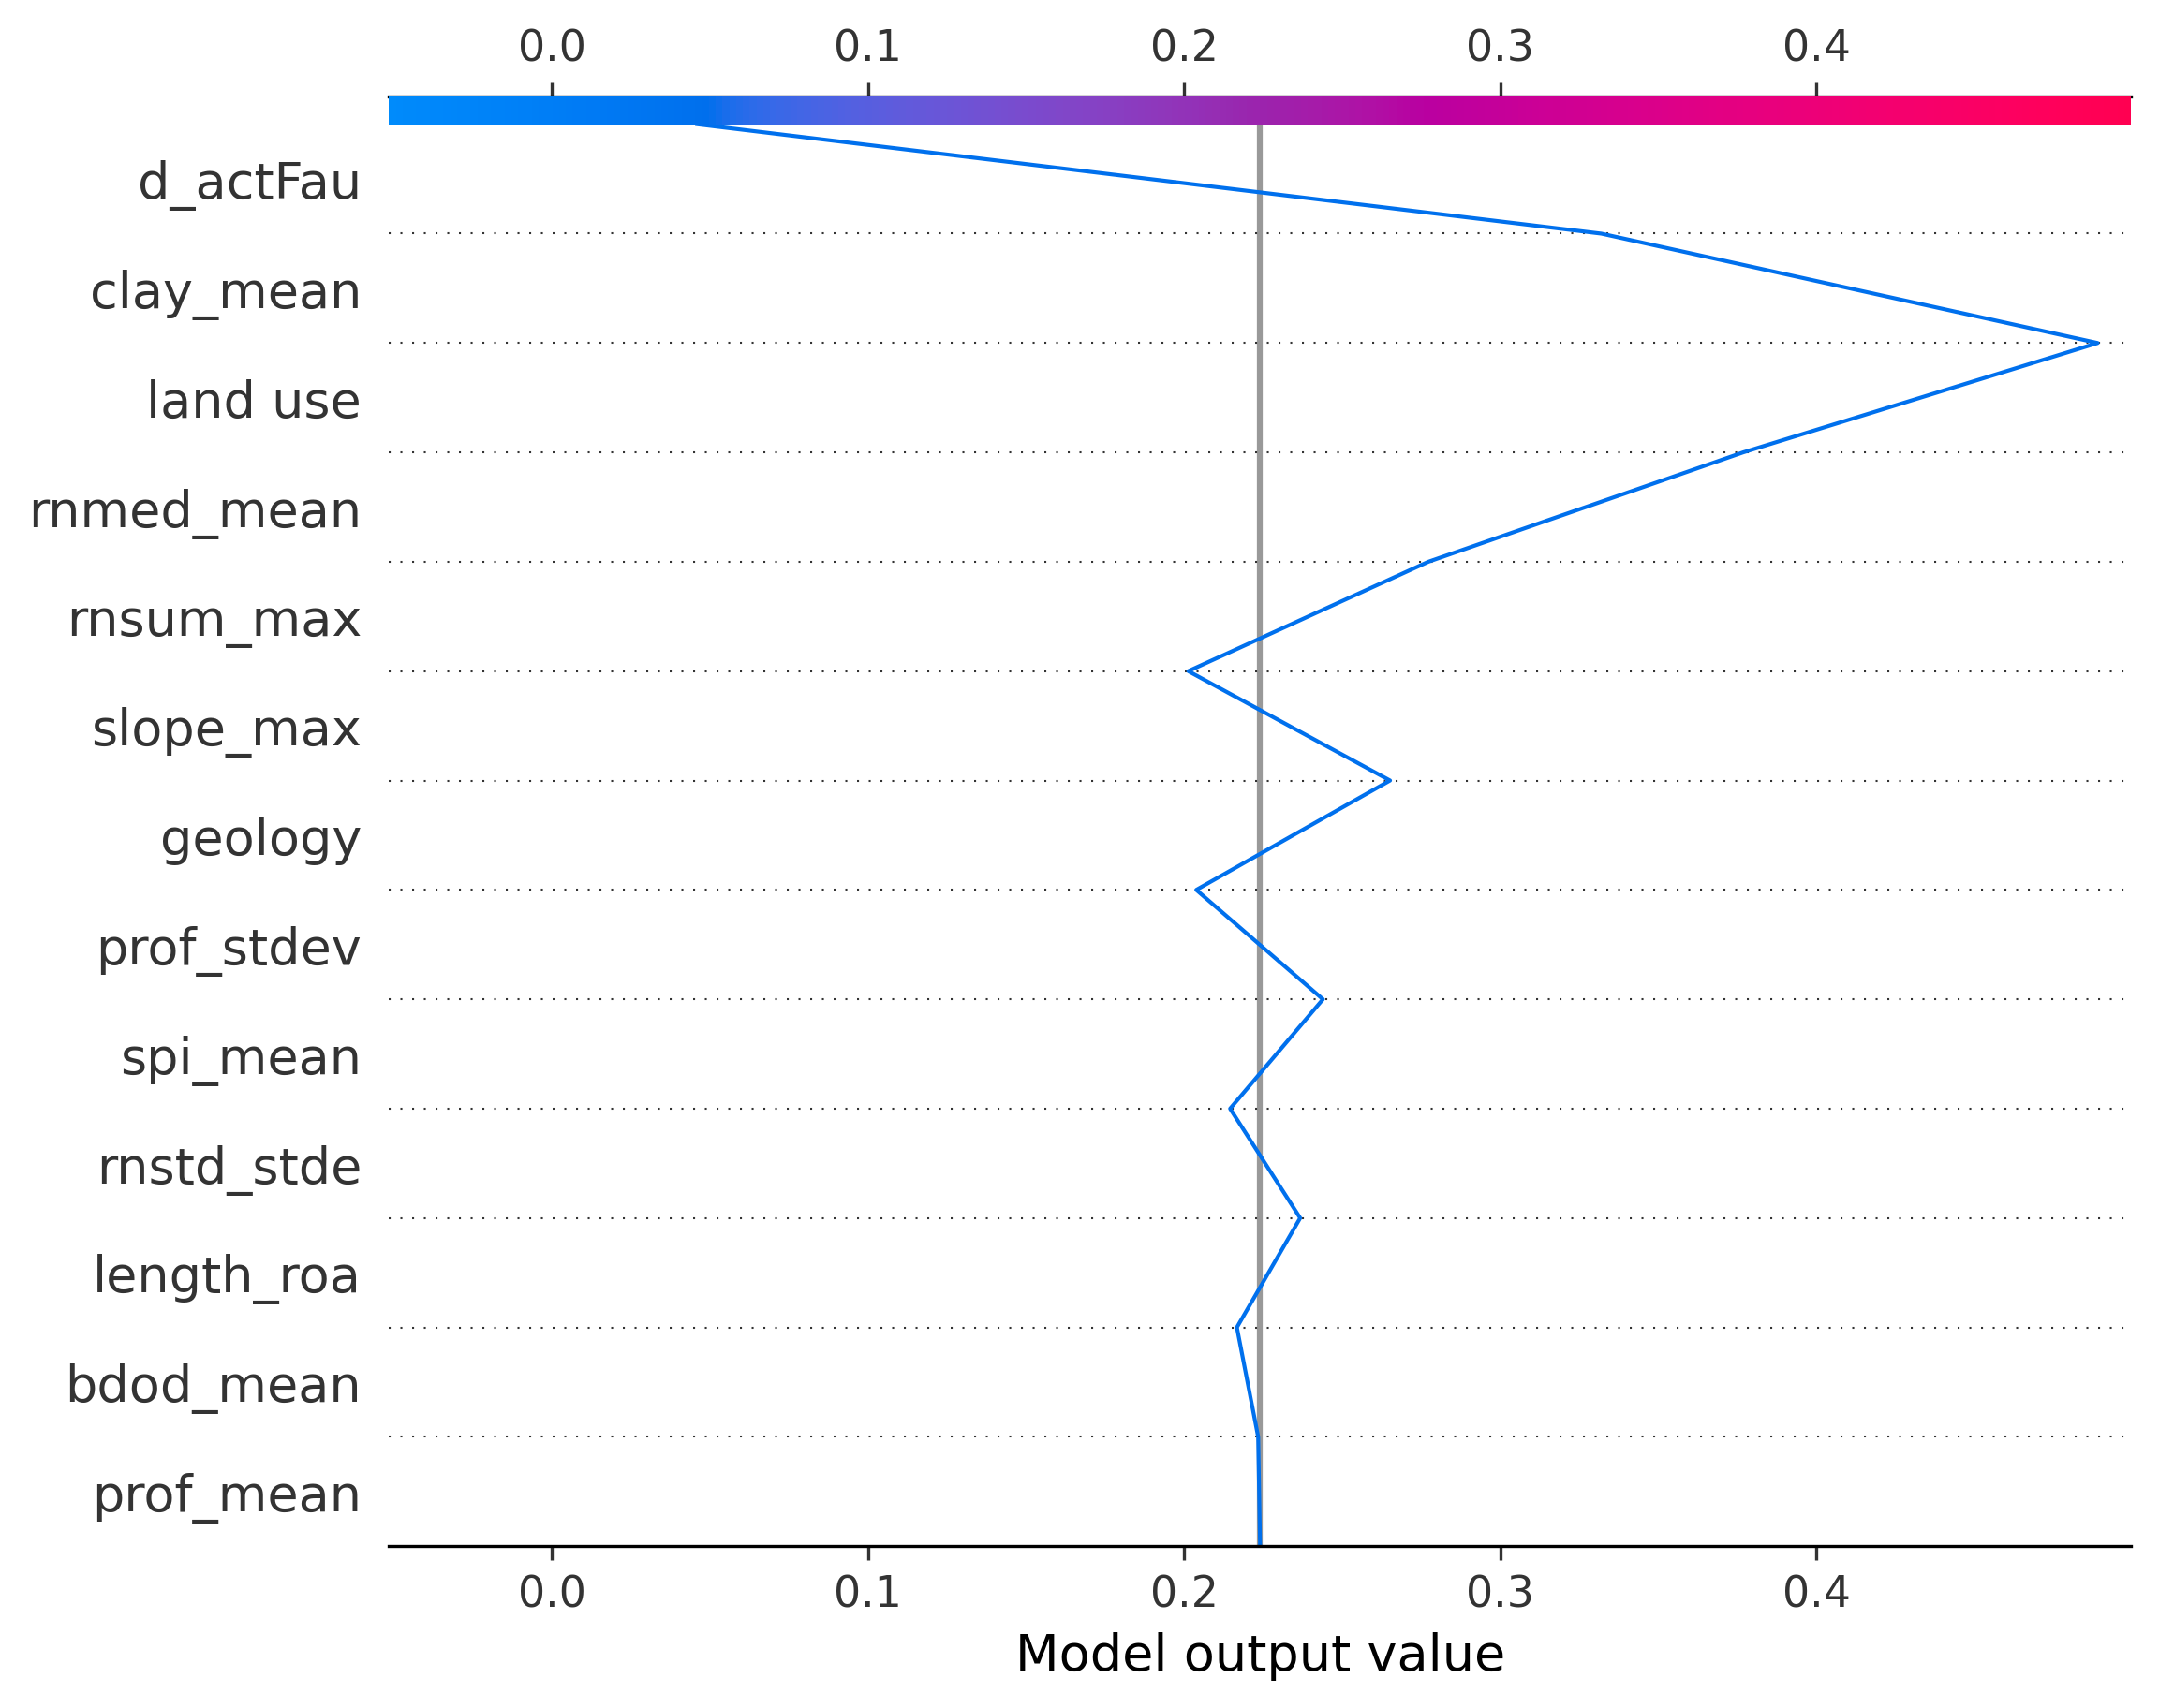 0.0 0.1 0.2 0.3 0.4
d_actFau
clay_mean
land use
rnmed_mean
rnsum_max
slope_max
geology
prof_stdev
spi_mean
rnstd_stde
length_roa
bdod_mean
prof_mean
0.0 0.1 0.2 0.3 0.4
Model output value